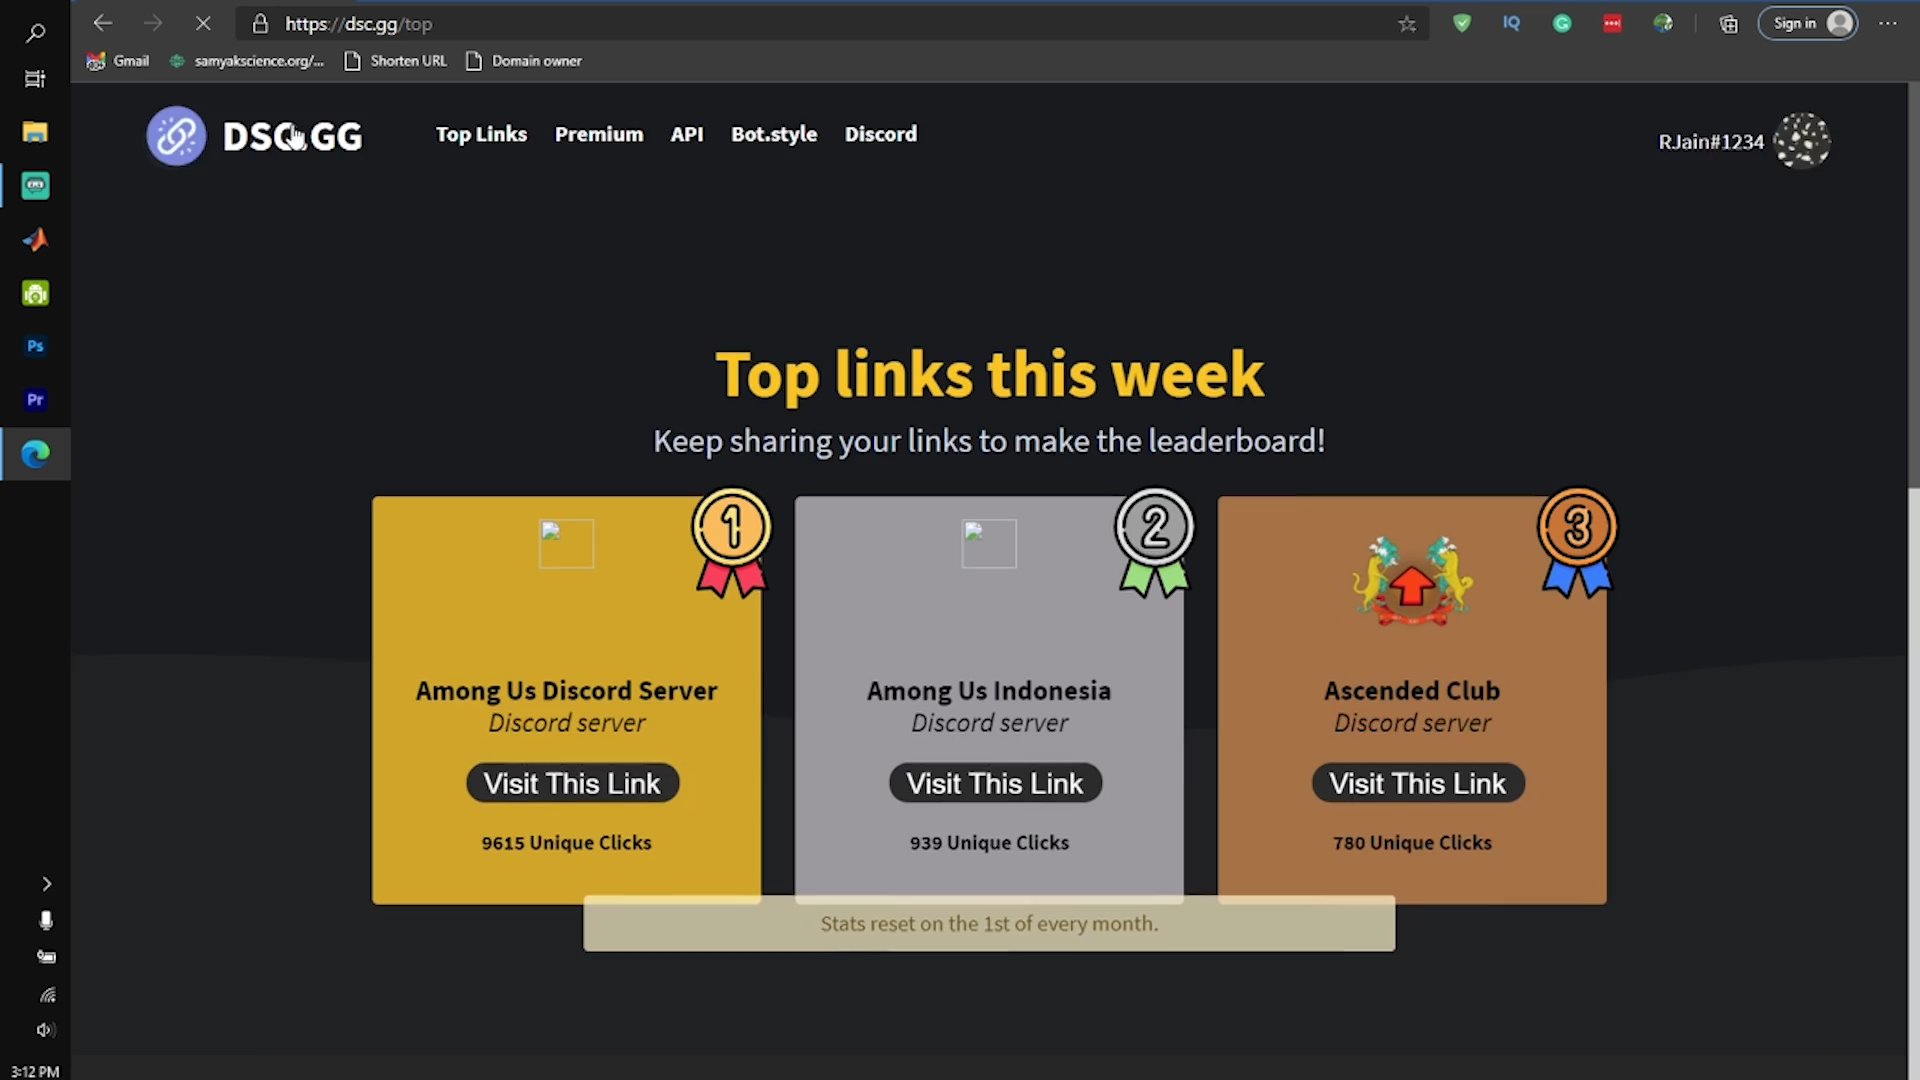 https://dsc.gg/top
Sign in
Gmail
samyakscience.org/...
Shorten URL
Domain owner
DSC.GG
Top Links
Premium
API
Bot.style
Discord
RJain#1234
IQ
Ps
Pr
Top links this week
Keep sharing your links to make the leaderboard!
1
2
3
Among Us Discord Server
Discord server
Visit This Link
9615 Unique Clicks
Among Us Indonesia
Discord server
Visit This Link
939 Unique Clicks
Ascended Club
Discord server
Visit This Link
780 Unique Clicks
Stats reset on the 1st of every month.
3:12 PM